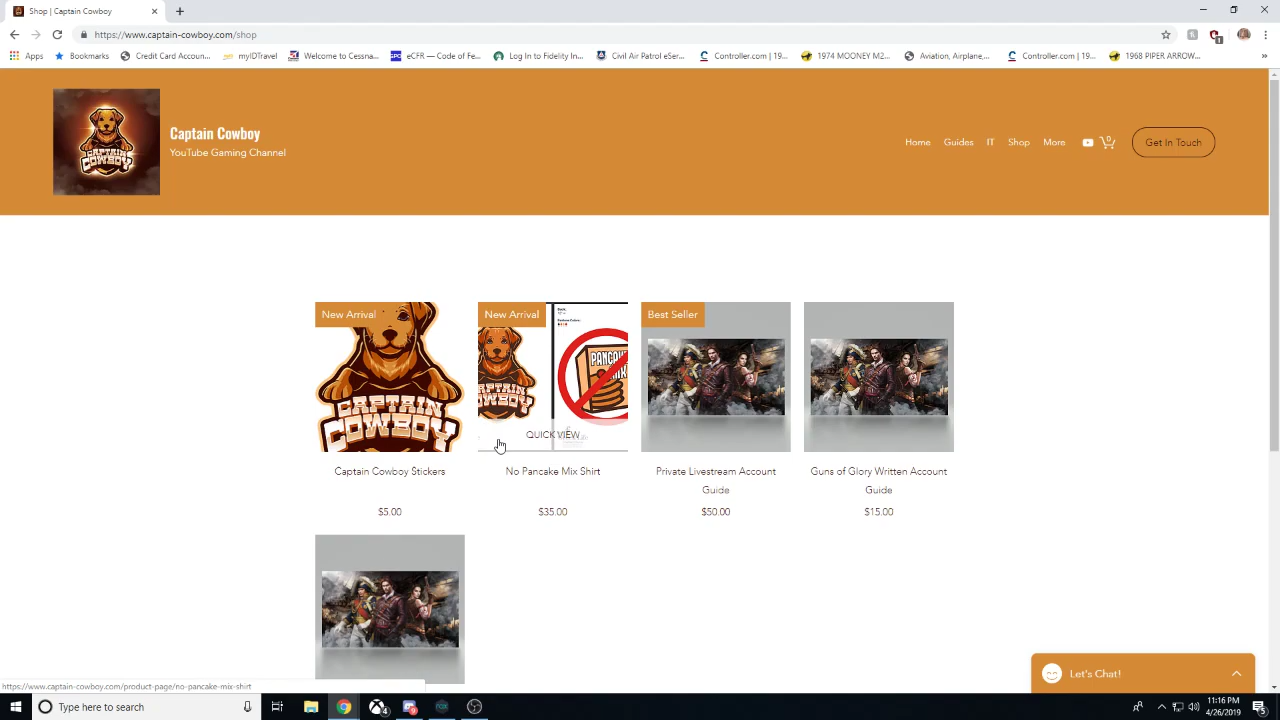 Shop | Captain Cowboy
https://www.captain-cowboy.com/shop
Apps
Bookmarks
Credit Card Accoun...
myIDTravel
Welcome to Cessna...
eCFR — Code of Fe...
Log In to Fidelity In...
Civil Air Patrol eSer...
Controller.com | 19...
1974 MOONEY M2...
Aviation, Airplane,...
Controller.com | 19...
1968 PIPER ARROW...
»
Captain Cowboy
YouTube Gaming Channel
Home
Guides
IT
Shop
More
0
Get In Touch
CAPTAIN
COWBOY
New Arrival
New Arrival
Best Seller
PANCAKE
MIX
CAPTAIN
COWBOY
QUICK VIEW
Captain Cowboy Stickers
No Pancake Mix Shirt
Private Livestream Account
Guide
Guns of Glory Written Account
Guide
$5.00
$35.00
$50.00
$15.00
Let's Chat!
https://www.captain-cowboy.com/product-page/no-pancake-mix-shirt
Type here to search
11:16 PM
4/26/2019